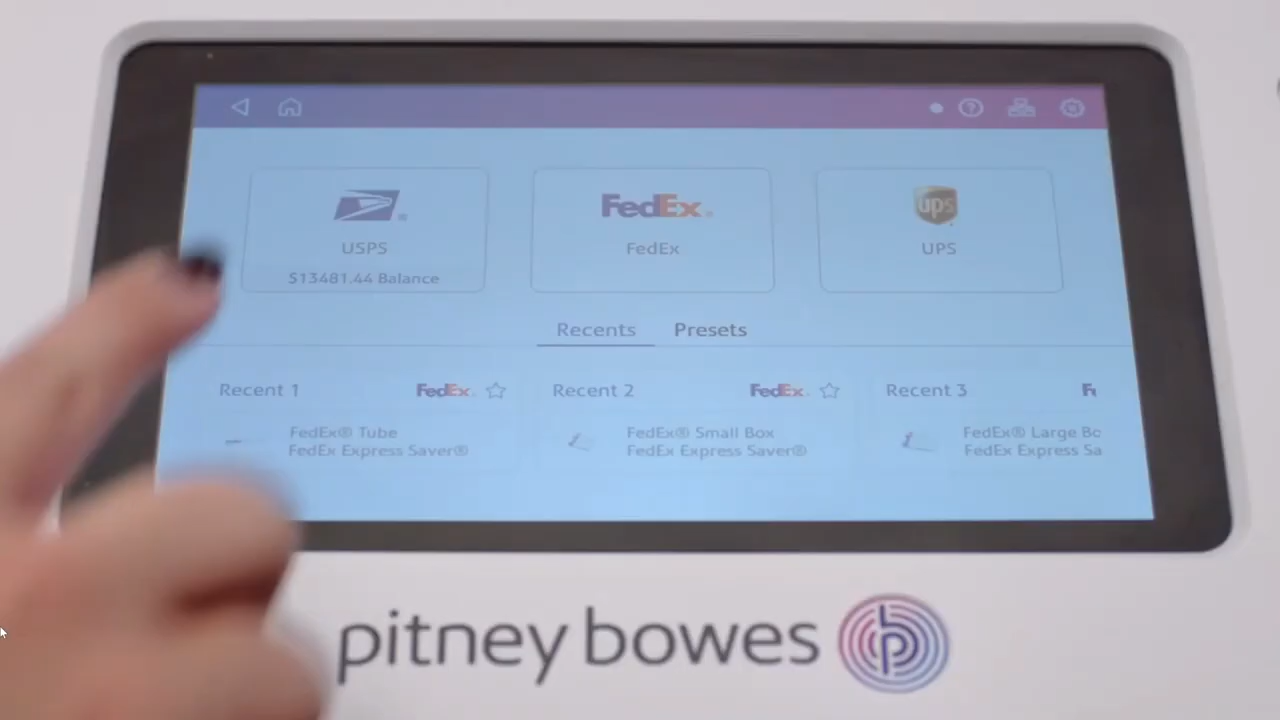 USPS
$13481.44 Balance
FedEx®
FedEx
ups
UPS
Recents
Presets
Recent 1
FedEx.
FedEx® Tube
FedEx Express Saver®
Recent 2
FedEx.
FedEx® Small Box
FedEx Express Saver®
Recent 3
FedEx® Large Bo
FedEx Express Sa
pitney bowes